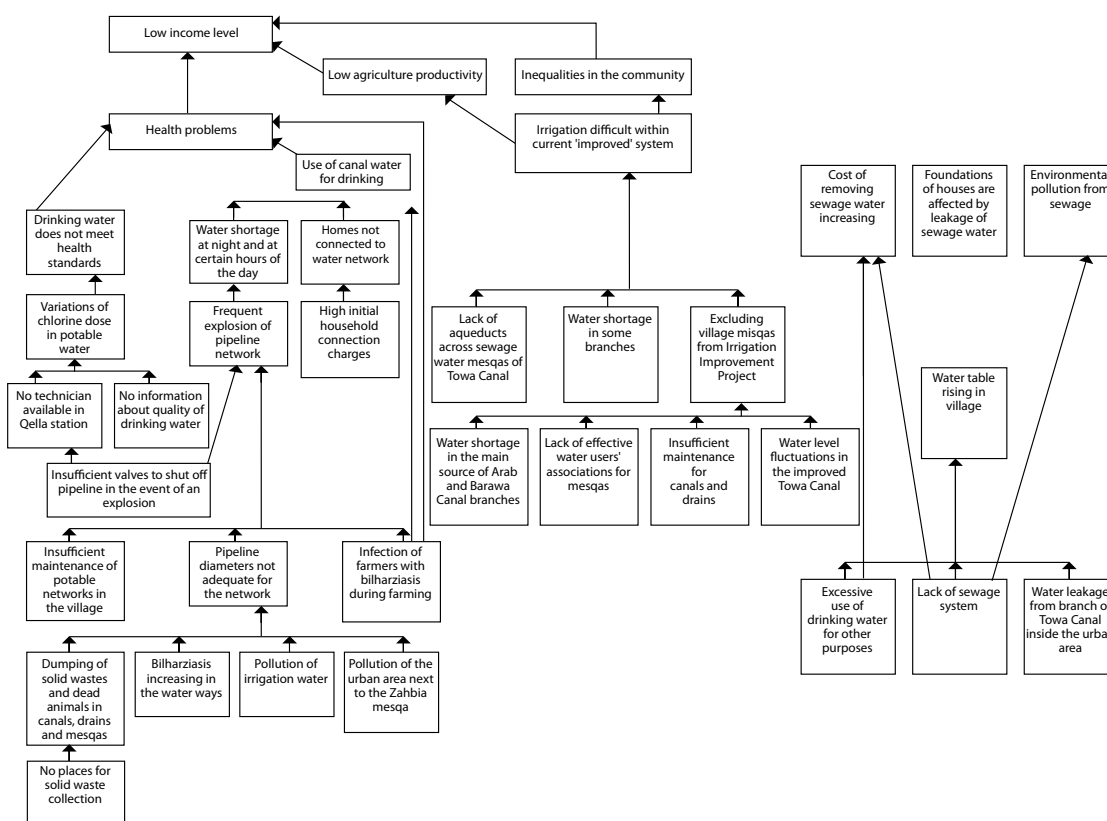 Low income level
Low agriculture productivity
Inequalities in the community
Health problems
Irrigation difficult within
current 'improved' system
Use of canal water
for drinking
Cost of
removing
sewage water
increasing
Foundations
of houses are
affected by
leakage of
sewage water
Environmenta
pollution from
sewage
Drinking water
does not meet
health
standards
Water shortage
at night and at
certain hours of
the day
Homes not
connected to
water network
Variations of
chlorine dose
in potable
water
Frequent
explosion of
pipeline
network
High initial
household
connection
charges
Lack of
aqueducts
across sewage
water mesqas of
Towa Canal
Water shortage
in some
branches
Excluding
village misqas
from Irrigation
Improvement
Project
Water table
rising in
village
No technician
available in
Qella station
No information
about quality of
drinking water
Water shortage
in the main
source of Arab
and Barawa
Canal branches
Lack of effective
water users'
associations for
mesqas
Insufficient
maintenance
for
canals and
drains
Water level
fluctuations in
the improved
Towa Canal
Insufficient valves to shut off
pipeline in the event of an
explosion
Insufficient
maintenance of
potable
networks in
the village
Pipeline
diameters not
adequate for
the network
Infection of
farmers with
bilharziasis
during farming
Excessive
use of
drinking water
for other
purposes
Lack of sewage
system
Water leakage
from branch o
Towa Canal
inside the urba
area
Dumping of
solid wastes
and dead
animals in
canals, drains
and mesqas
Bilharziasis
increasing in
the water ways
Pollution of
irrigation water
Pollution of the
urban area next
to the Zahbia
mesqa
No places for
solid waste
collection